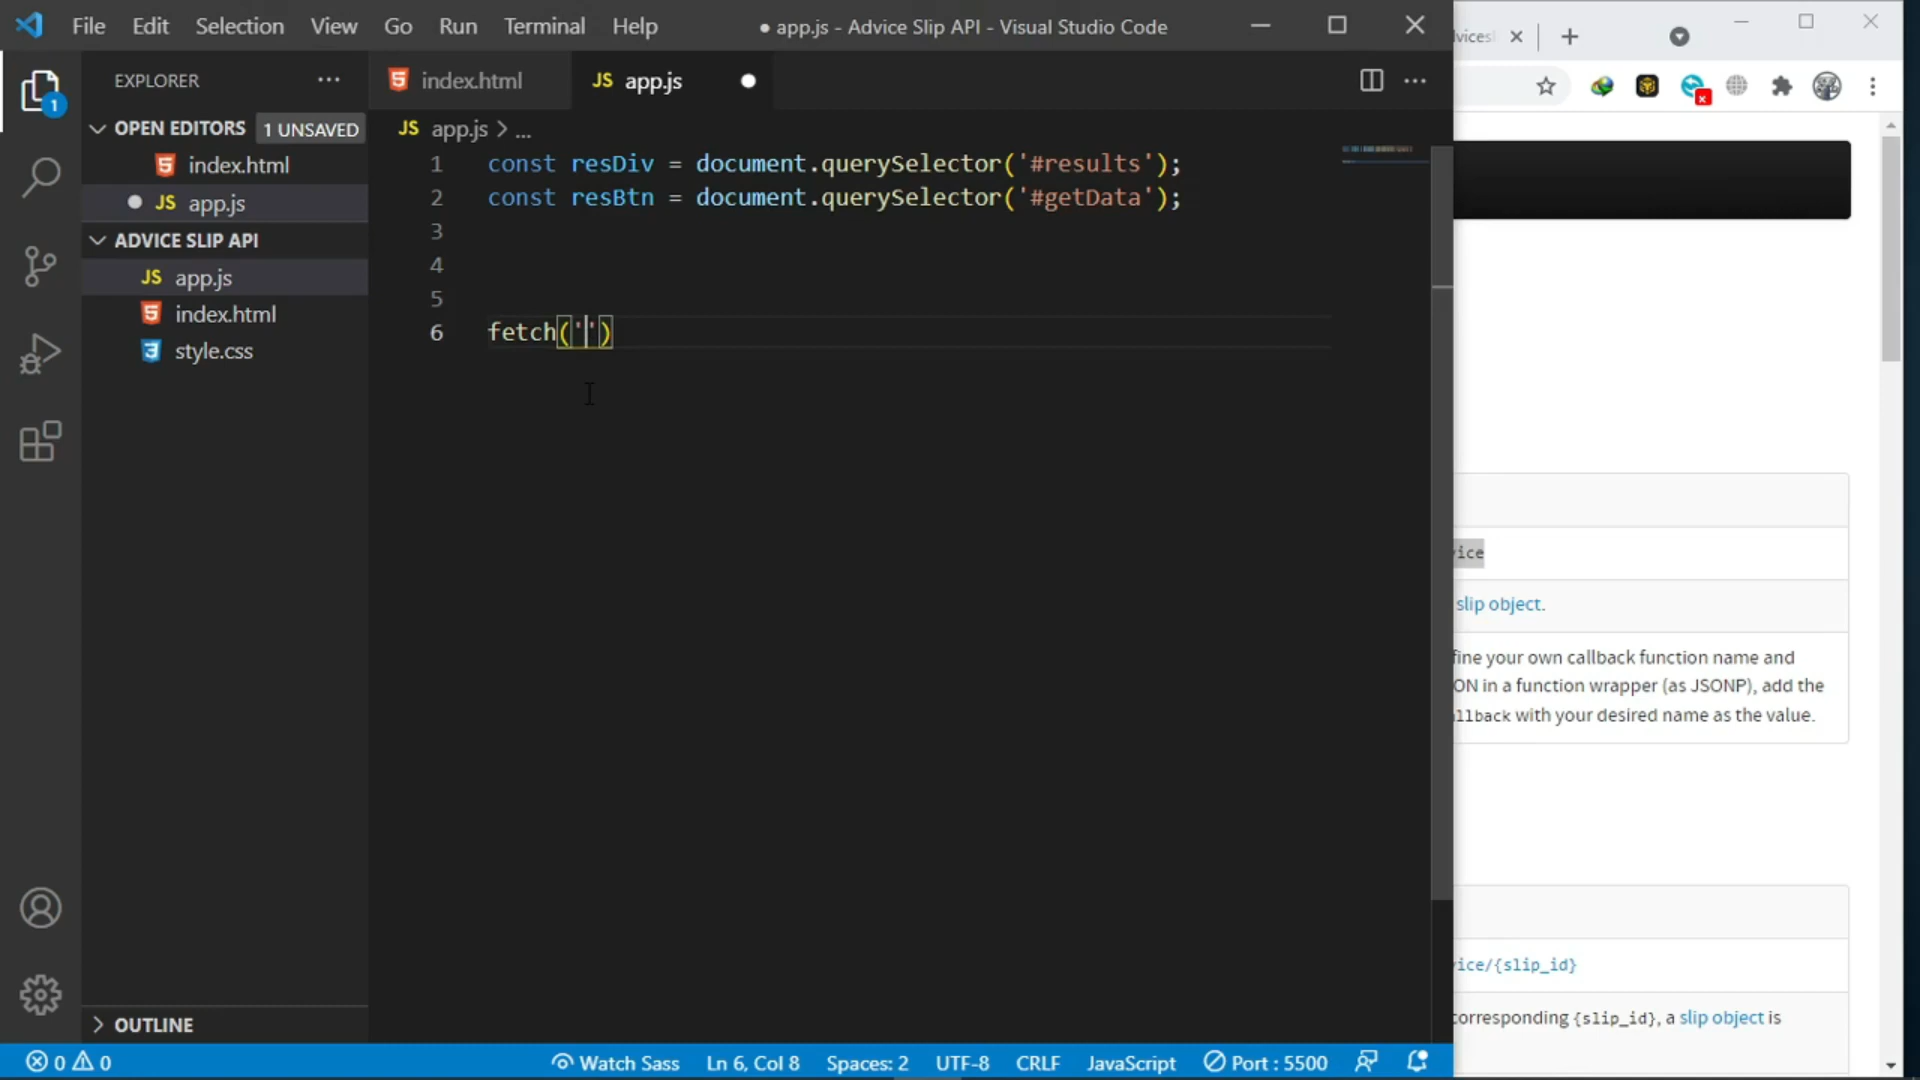 File Edit Selection View Go Run Terminal Help
● app.js - Advice Slip API - Visual Studio Code
EXPLORER
OPEN EDITORS 1 UNSAVED
index.html
JS app.js
ADVICE SLIP API
JS app.js
index.html
style.css
OUTLINE
index.html
JS app.js
JS app.js > ...
1 const resDiv = document.querySelector('#results');
2 const resBtn = document.querySelector('#getData');
3
4
5
6 fetch('')
1
0 0
Watch Sass
Ln 6, Col 8
Spaces: 2
UTF-8
CRLF
JavaScript
Port : 5500
vices
vice
slip object.
fine your own callback function name and
ON in a function wrapper (as JSONP), add the
llback with your desired name as the value.
vice/{slip_id}
corresponding {slip_id}, a slip object is